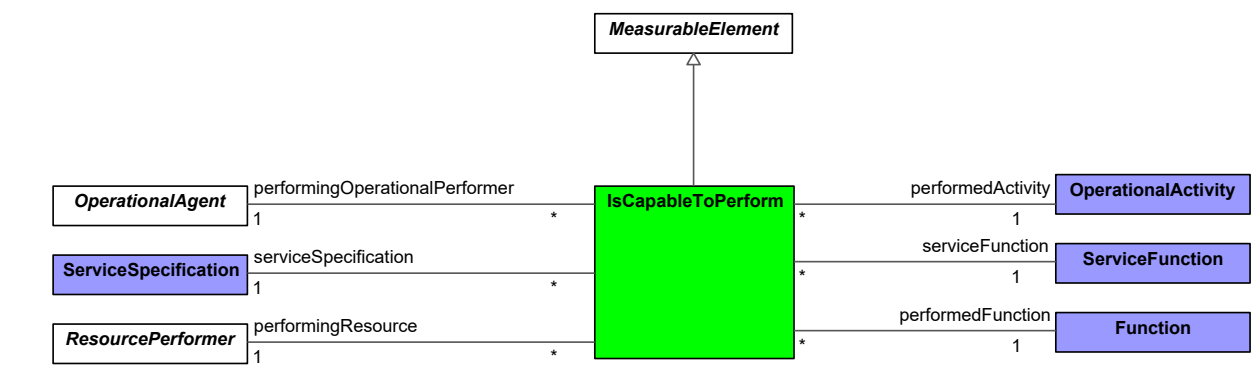 MeasurableElement
OperationalAgent
performingOperationalPerformer
1
*
IsCapableToPerform
performedActivity
*
1
OperationalActivity
ServiceSpecification
serviceSpecification
1
*
serviceFunction
*
1
ServiceFunction
ResourcePerformer
performingResource
1
*
performedFunction
*
1
Function